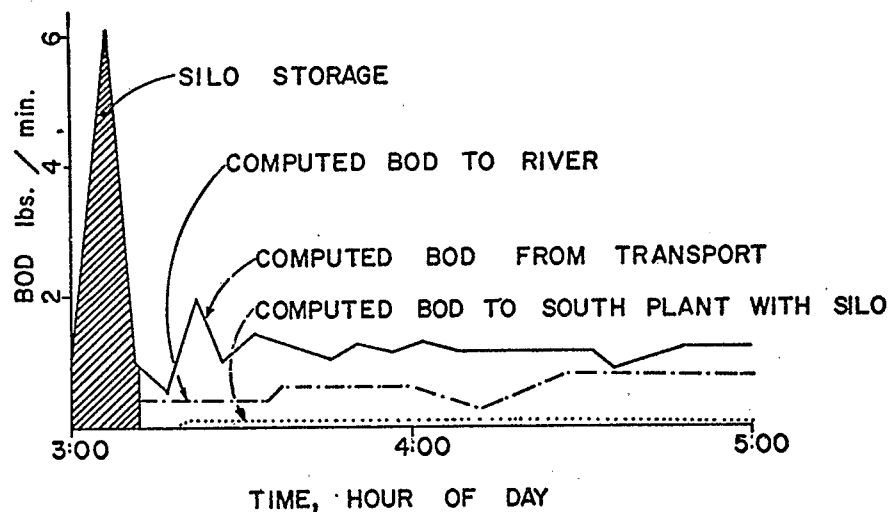 6
SILO STORAGE
BOD lbs. / min.
4
COMPUTED BOD TO RIVER
COMPUTED BOD FROM TRANSPORT
2
COMPUTED BOD TO SOUTH PLANT WITH SILO
3:00 4:00 5:00
TIME, HOUR OF DAY